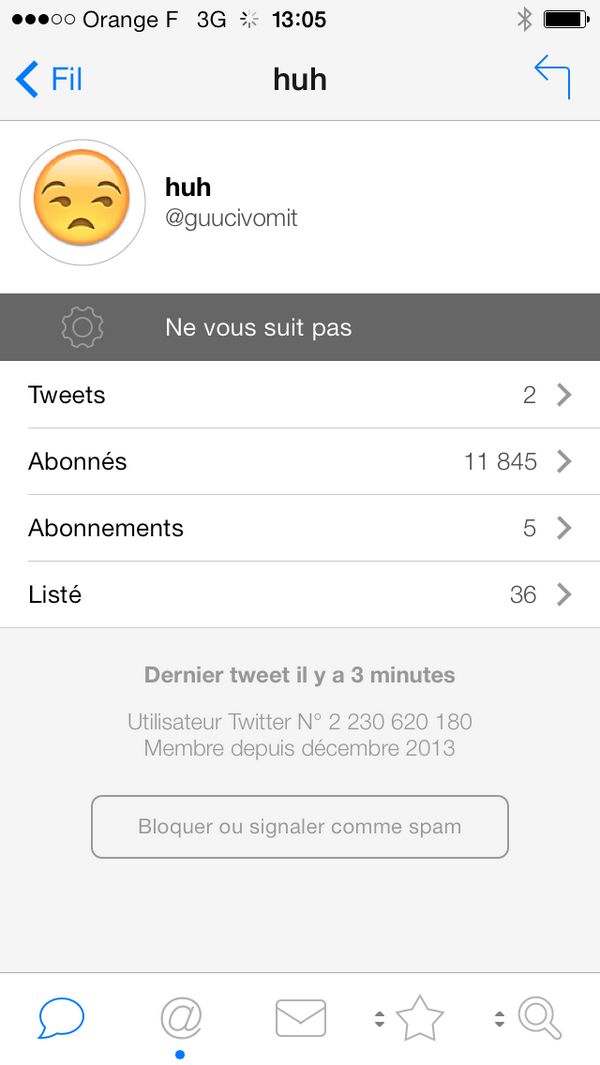 Orange F 3G 13:05
Fil
huh
huh
@guucivomit
Ne vous suit pas
Tweets 2
Abonnés 11 845
Abonnements 5
Listé 36
Dernier tweet il y a 3 minutes
Utilisateur Twitter N° 2 230 620 180
Membre depuis décembre 2013
Bloquer ou signaler comme spam
@